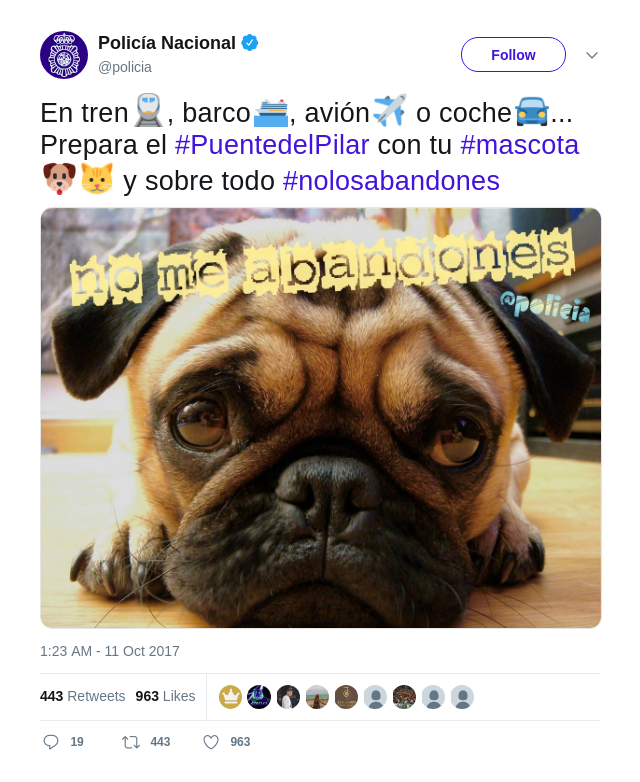 Policía Nacional
@policia
Follow
En tren🚆, barco🛳, avión✈️ o coche🚘...
Prepara el #PuentedelPilar con tu #mascota
🐶🐱 y sobre todo #nolosabandones
no me abandones
@policia
1:23 AM - 11 Oct 2017
443 Retweets 963 Likes
19 443 963